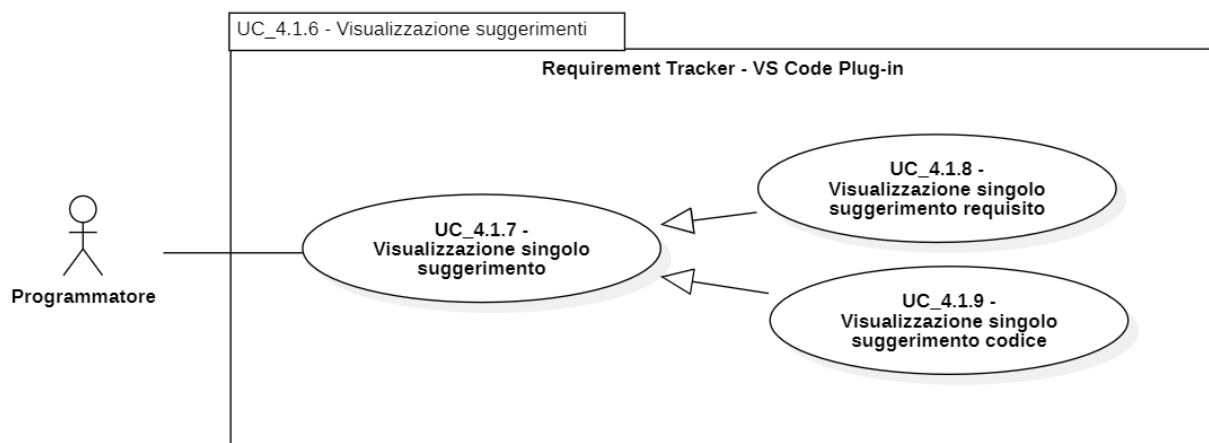 UC_4.1.6 - Visualizzazione suggerimenti
Requirement Tracker - VS Code Plug-in
UC_4.1.8 -
Visualizzazione singolo
suggerimento requisito
UC_4.1.7 -
Visualizzazione singolo
suggerimento
Programmatore
UC_4.1.9 -
Visualizzazione singolo
suggerimento codice